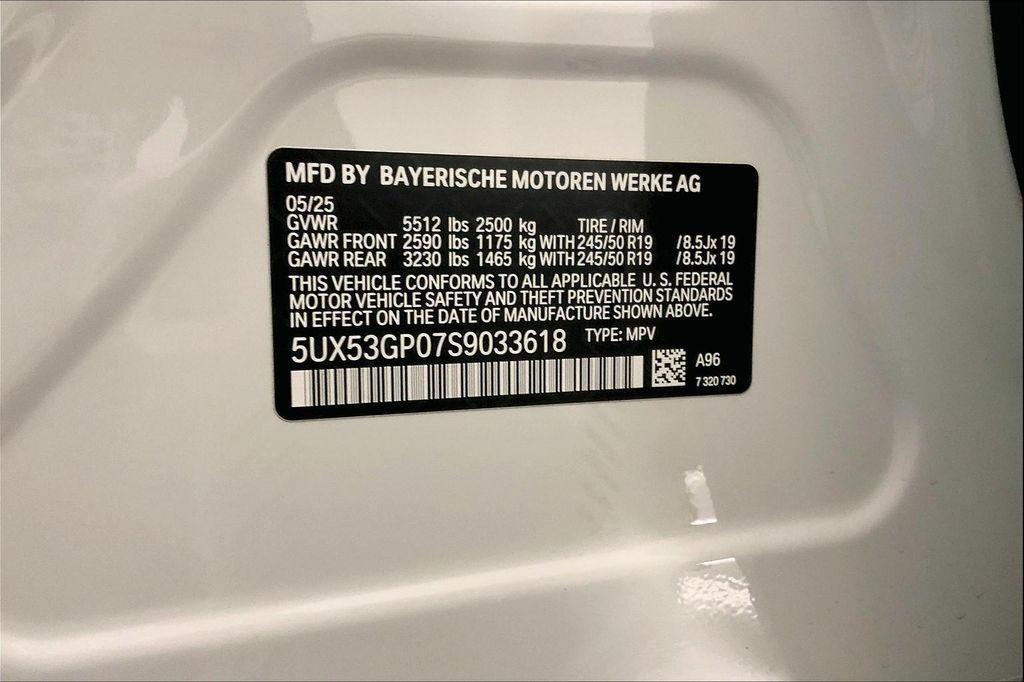 MFD BY BAYERISCHE MOTOREN WERKE AG
05/25
GVWR 5512 lbs 2500 kg TIRE / RIM
GAWR FRONT 2590 lbs 1175 kg WITH 245/50 R19 /8.5Jx 19
GAWR REAR 3230 lbs 1465 kg WITH 245/50 R19 /8.5Jx 19
THIS VEHICLE CONFORMS TO ALL APPLICABLE U. S. FEDERAL
MOTOR VEHICLE SAFETY AND THEFT PREVENTION STANDARDS
IN EFFECT ON THE DATE OF MANUFACTURE SHOWN ABOVE.
5UX53GP07S9033618 TYPE: MPV
A96
7 320 730